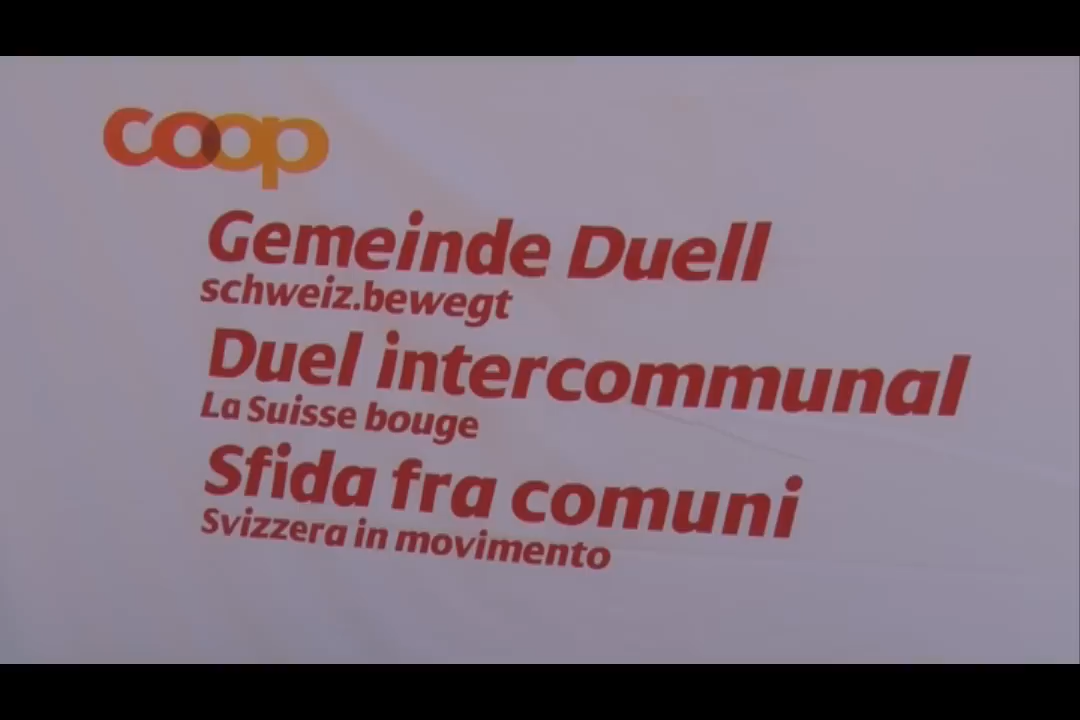 coop
Gemeinde Duell
schweiz.bewegt
Duel intercommunal
La Suisse bouge
Sfida fra comuni
Svizzera in movimento